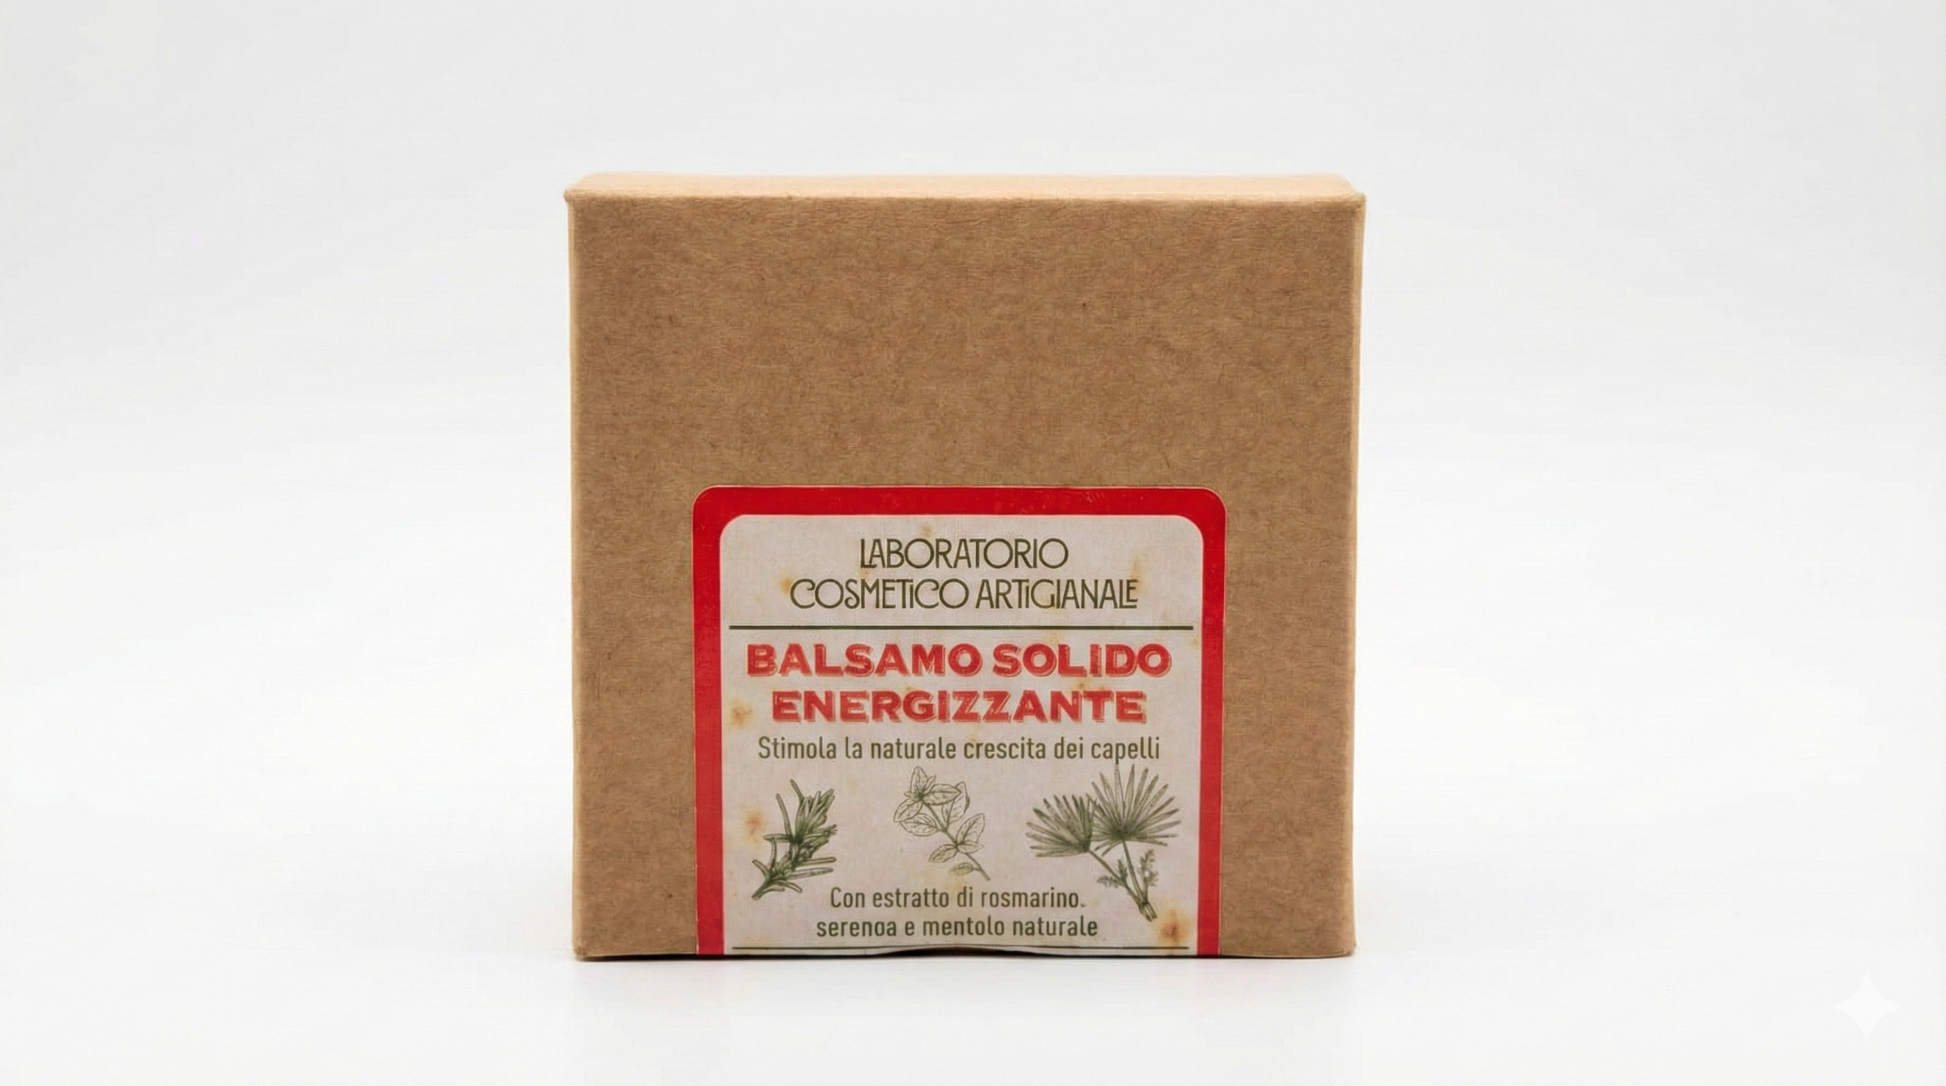 LABORATORIO
COSMETICO ARTIGIANALE
BALSAMO SOLIDO
ENERGIZZANTE
Stimola la naturale crescita dei capelli
Con estratto di rosmarino.
serenoa e mentolo naturale